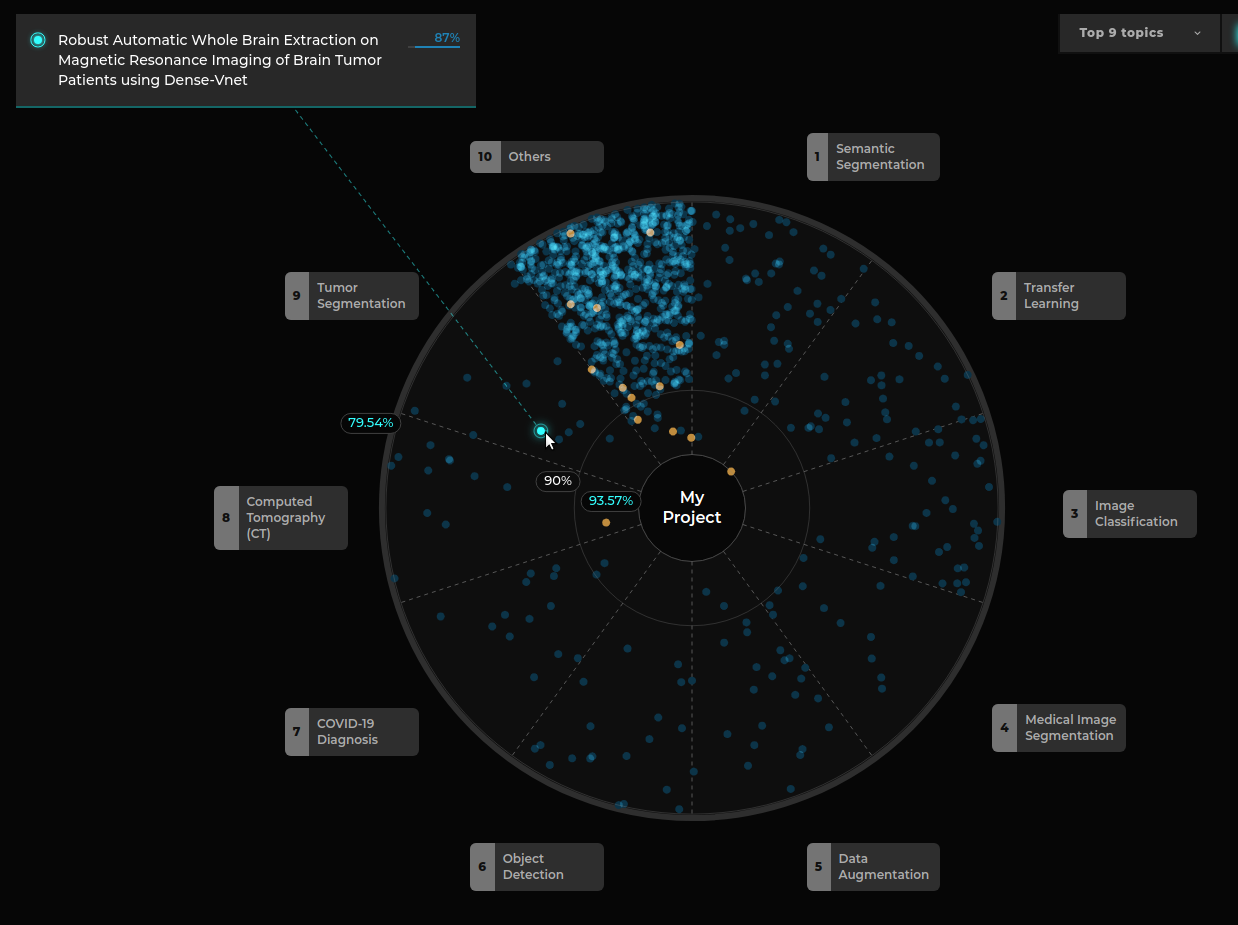 Robust Automatic Whole Brain Extraction on
Magnetic Resonance Imaging of Brain Tumor
Patients using Dense-Vnet
87%
Top 9 topics
10 Others
1 Semantic
Segmentation
9 Tumor
Segmentation
2 Transfer
Learning
79.54%
90%
93.57%
My
Project
8 Computed
Tomography
(CT)
3 Image
Classification
7 COVID-19
Diagnosis
4 Medical Image
Segmentation
6 Object
Detection
5 Data
Augmentation